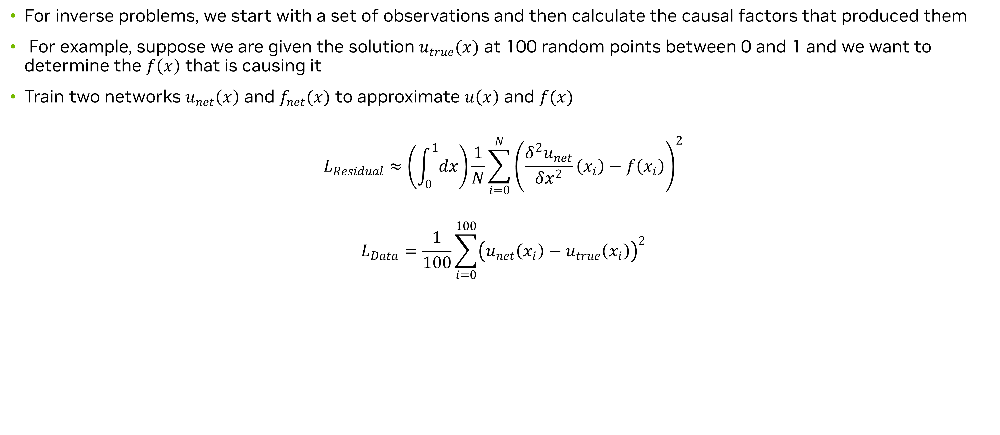 • For inverse problems, we start with a set of observations and then calculate the causal factors that produced them
• For example, suppose we are given the solution $u_{true}(x)$ at 100 random points between 0 and 1 and we want to
determine the $f(x)$ that is causing it
• Train two networks $u_{net}(x)$ and $f_{net}(x)$ to approximate $u(x)$ and $f(x)$
$L_{Residual} \approx \left(\int_0^1 dx\right) \frac{1}{N} \sum_{i=0}^{N} \left(\frac{\delta^2 u_{net}}{\delta x^2}(x_i) - f(x_i)\right)^2$
$L_{Data} = \frac{1}{100} \sum_{i=0}^{100} \left(u_{net}(x_i) - u_{true}(x_i)\right)^2$